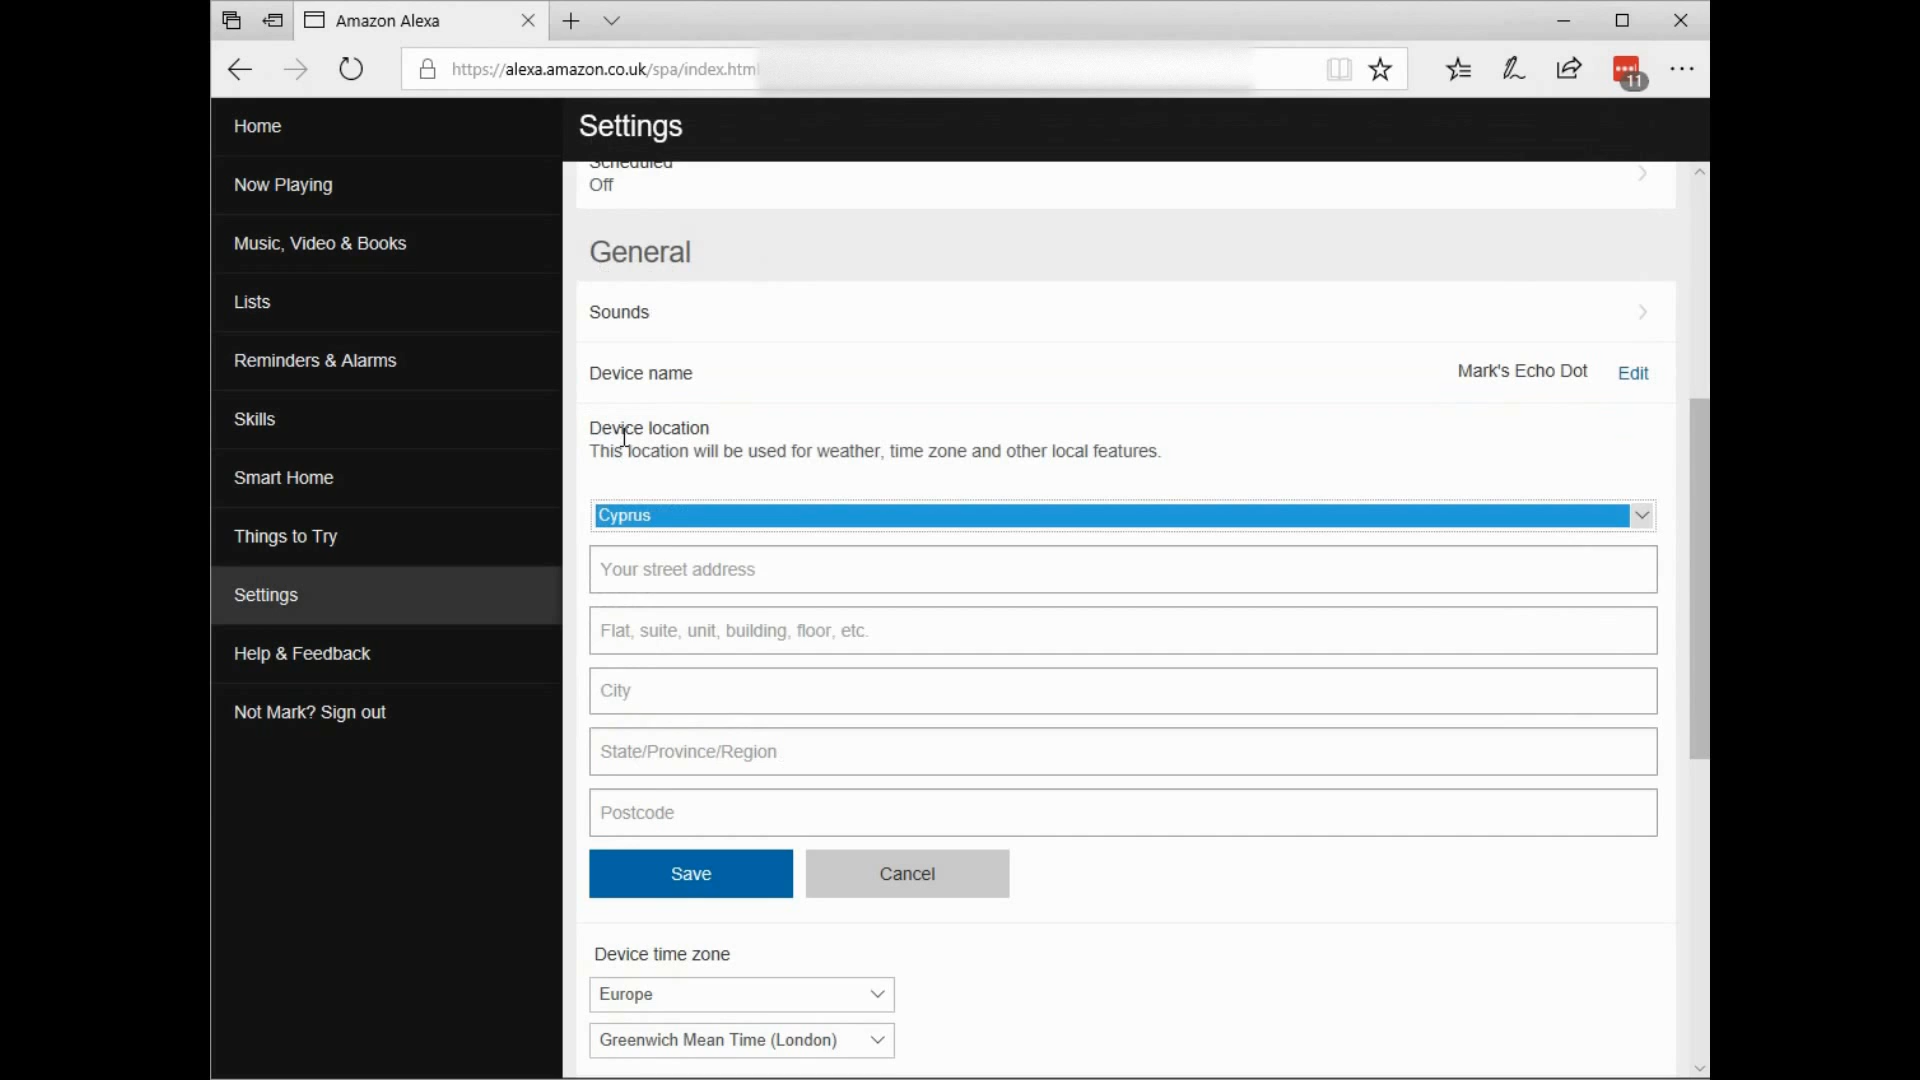 Amazon Alexa
https://alexa.amazon.co.uk/spa/index.html
11
Home
Now Playing
Music, Video & Books
Lists
Reminders & Alarms
Skills
Smart Home
Things to Try
Settings
Help & Feedback
Not Mark? Sign out
Settings
Scheduled
Off
General
Sounds
Device name
Mark's Echo Dot
Edit
Device location
This location will be used for weather, time zone and other local features.
Cyprus
Your street address
Flat, suite, unit, building, floor, etc.
City
State/Province/Region
Postcode
Save
Cancel
Device time zone
Europe
Greenwich Mean Time (London)